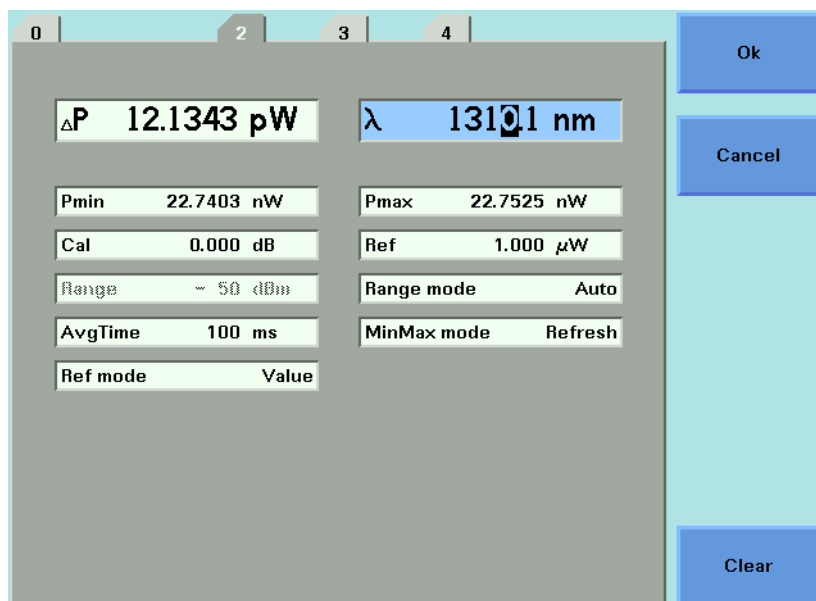 0 2 3 4
Ok
ΔP 12.1343 pW
λ 1310.1 nm
Cancel
Pmin 22.7403 nW
Pmax 22.7525 nW
Cal 0.000 dB
Ref 1.000 μW
Range - 50 dBm
Range mode Auto
AvgTime 100 ms
MinMax mode Refresh
Ref mode Value
Clear